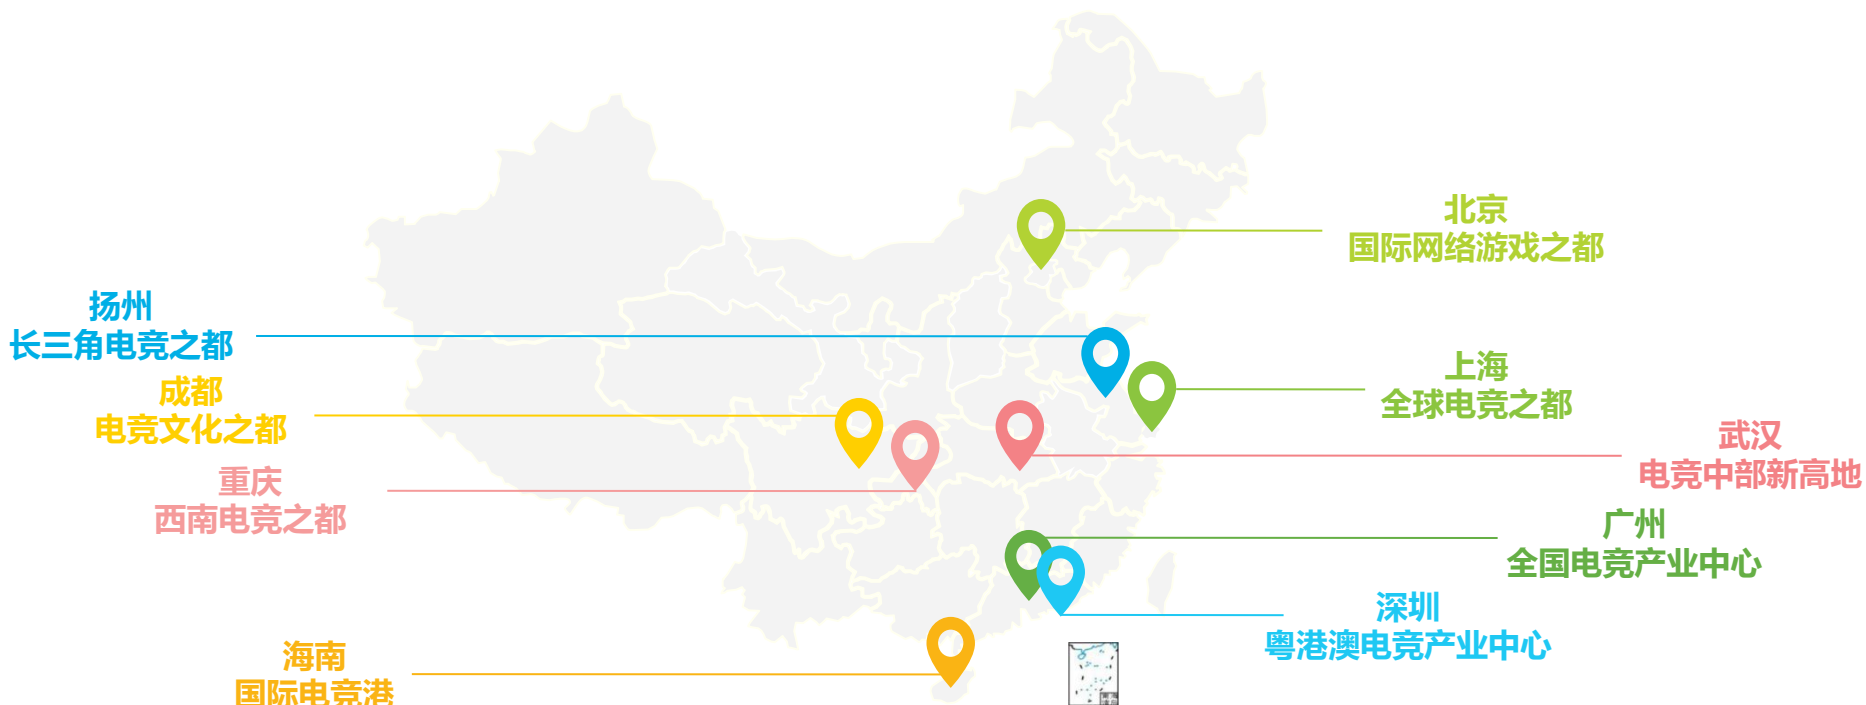 北京
国际网络游戏之都
扬州
长三角电竞之都
上海
全球电竞之都
成都
电竞文化之都
武汉
电竞中部新高地
重庆
西南电竞之都
广州
全国电竞产业中心
深圳
粤港澳电竞产业中心
海南
国际电竞港